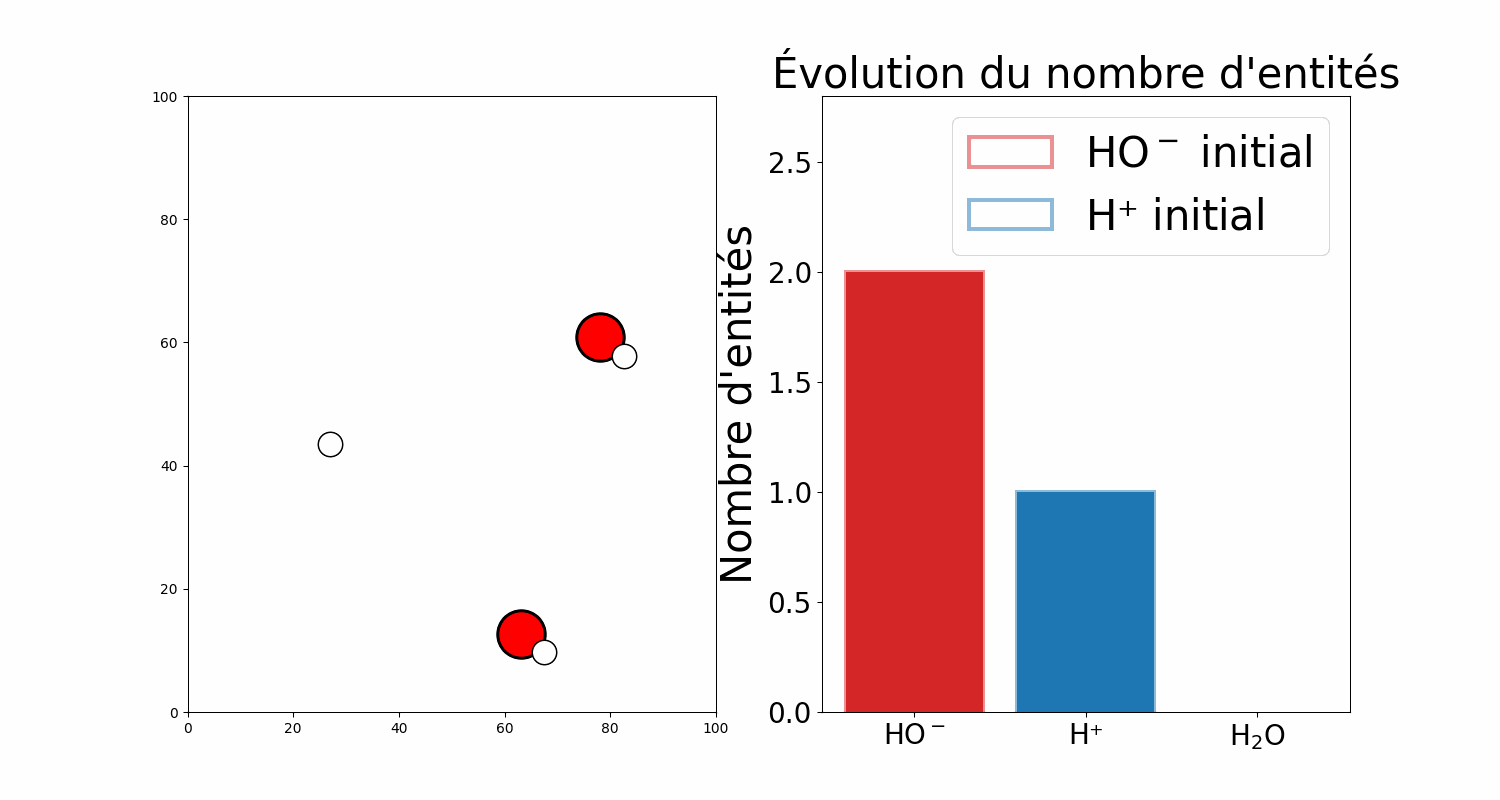 100
80
60
40
20
0
0 20 40 60 80 100
Évolution du nombre d'entités
Nombre d'entités
2.5
2.0
1.5
1.0
0.5
0.0
HO⁻ initial
H⁺ initial
HO⁻ H⁺ H₂O